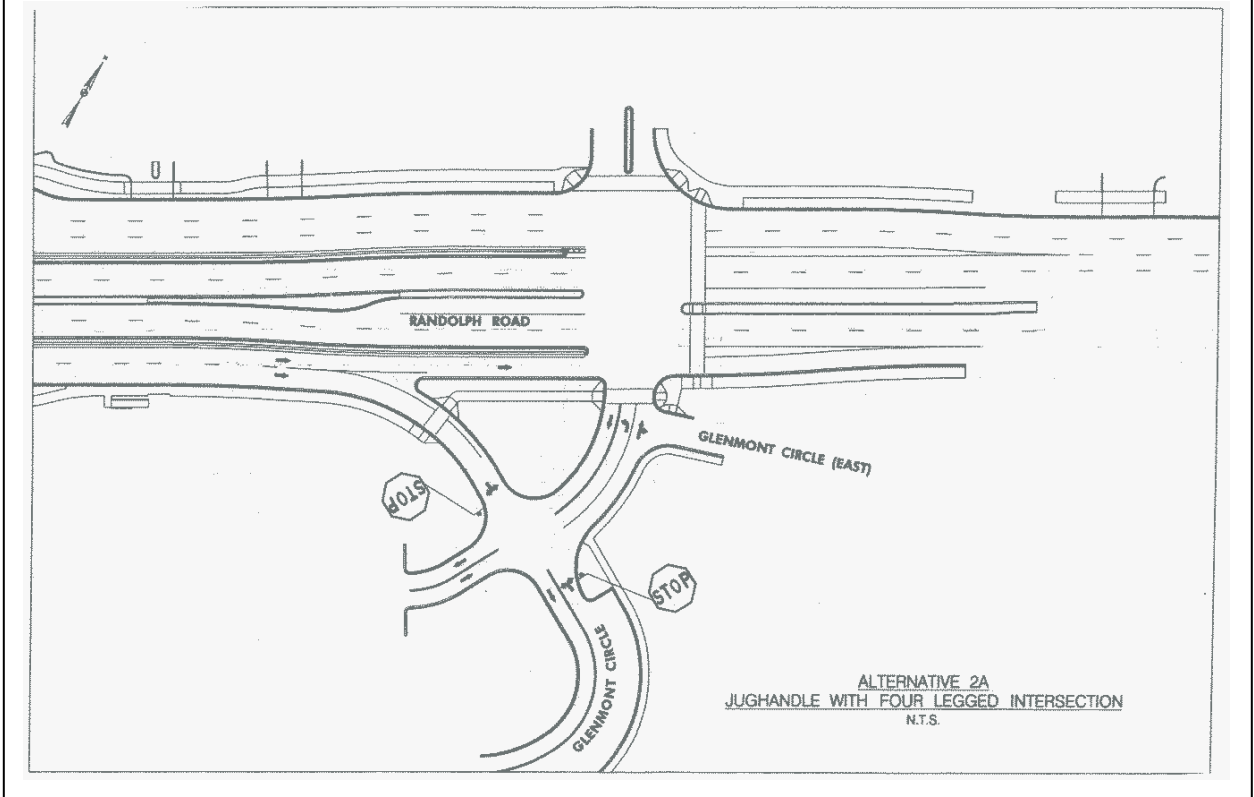 RANDOLPH ROAD
GLENMONT CIRCLE (EAST)
STOP
STOP
GLENMONT CIRCLE
ALTERNATIVE 2A
JUGHANDLE WITH FOUR LEGGED INTERSECTION
N.T.S.